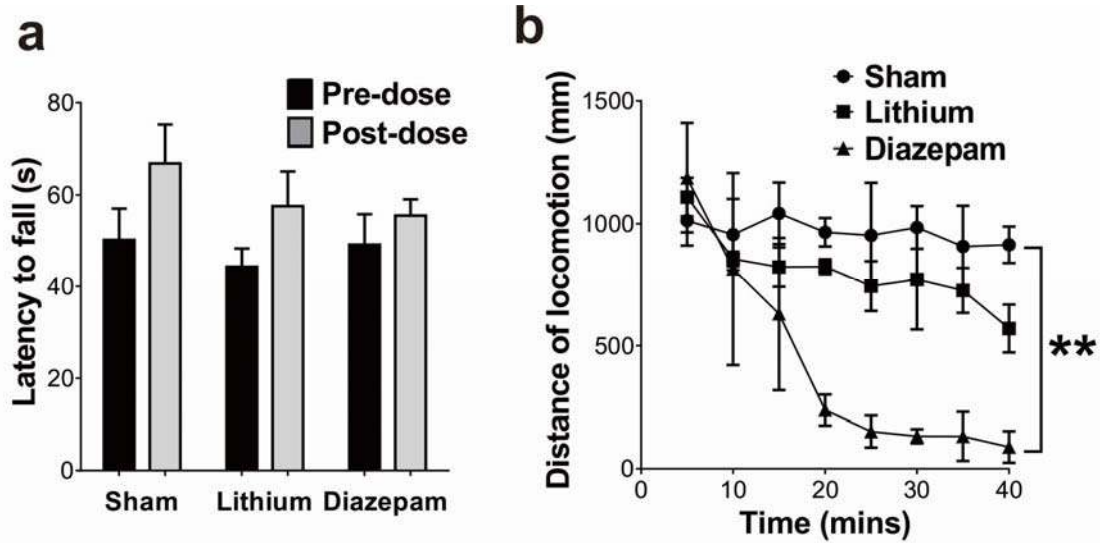 a
Pre-dose
Post-dose
Latency to fall (s)
80
60
40
20
0
Sham Lithium Diazepam
b
Sham
Lithium
Diazepam
Distance of locomotion (mm)
1500
1000
500
0
**
0 10 20 30 40
Time (mins)